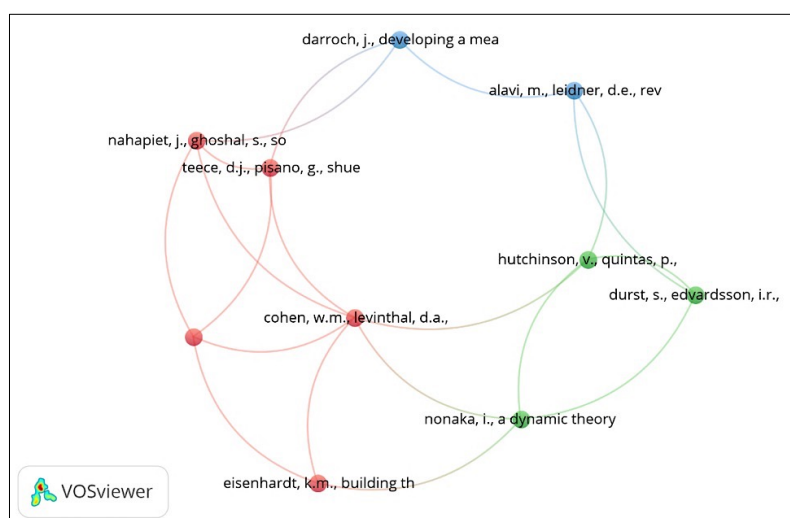 darroch, j., developing a mea
alavi, m., leidner, d.e., rev
nahapiet, j., ghoshal, s., so
teece, d.j., pisano, g., shue
hutchinson, v., quintas, p.,
durst, s., edvardsson, i.r.,
cohen, w.m., levinthal, d.a.,
nonaka, i., a dynamic theory
eisenhardt, k.m., building th
VOSviewer